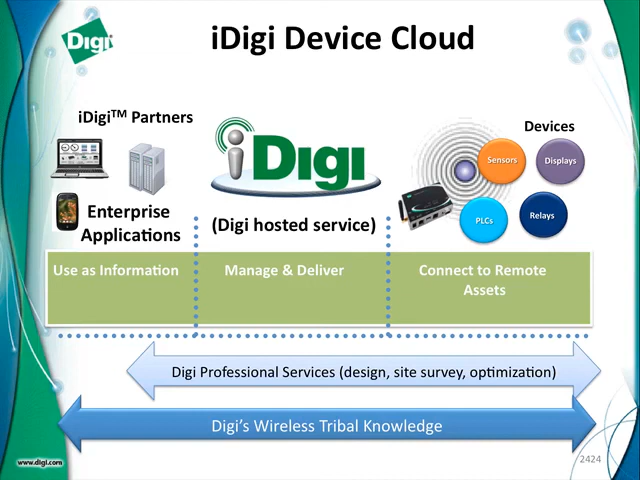 Digi
iDigi Device Cloud
iDigi™ Partners
Enterprise
Applications
iDigi
(Digi hosted service)
Devices
Sensors
Displays
PLCs
Relays
Use as Information
Manage & Deliver
Connect to Remote
Assets
Digi Professional Services (design, site survey, optimization)
Digi's Wireless Tribal Knowledge
www.digi.com
2424